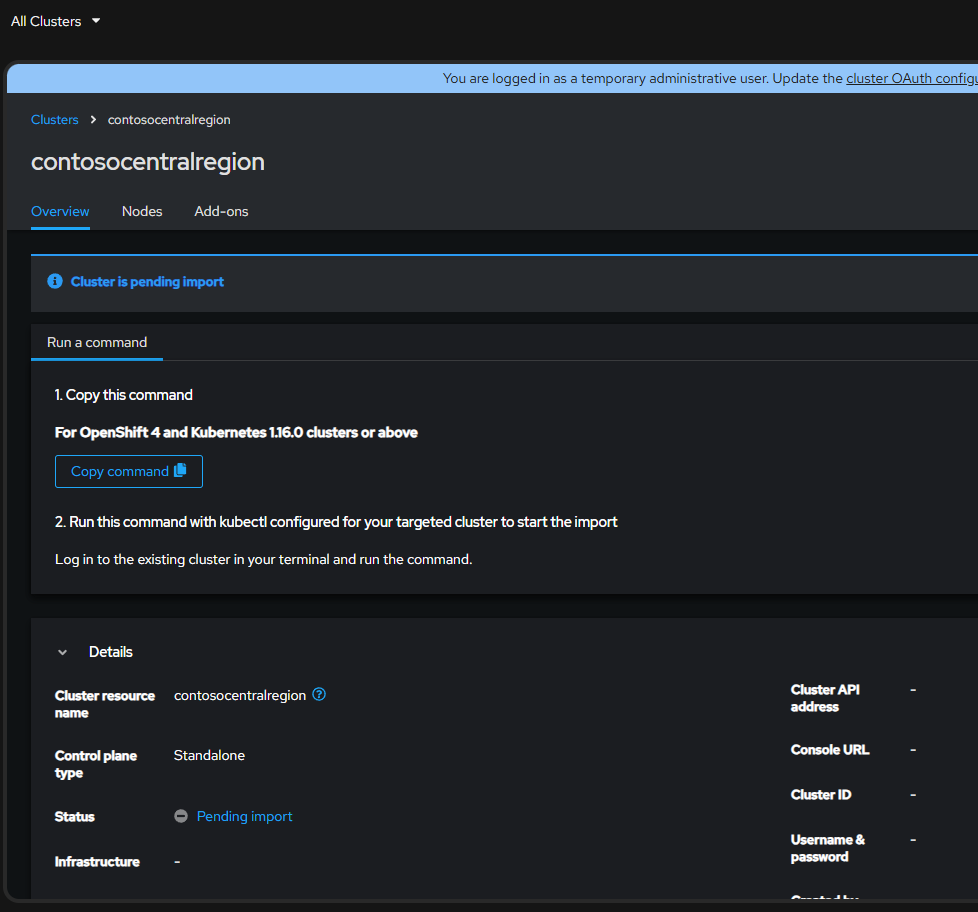 All Clusters
You are logged in as a temporary administrative user. Update the cluster OAuth
Clusters > contosocentralregion
contosocentralregion
Overview Nodes Add-ons
Cluster is pending import
Run a command
1. Copy this command
For OpenShift 4 and Kubernetes 1.16.0 clusters or above
Copy command
2. Run this command with kubectl configured for your targeted cluster to start the import
Log in to the existing cluster in your terminal and run the command.
Details
Cluster resource name
contosocentralregion
Control plane type
Standalone
Status
Pending import
Infrastructure
-
Cluster API address
-
Console URL
-
Cluster ID
-
Username & password
-